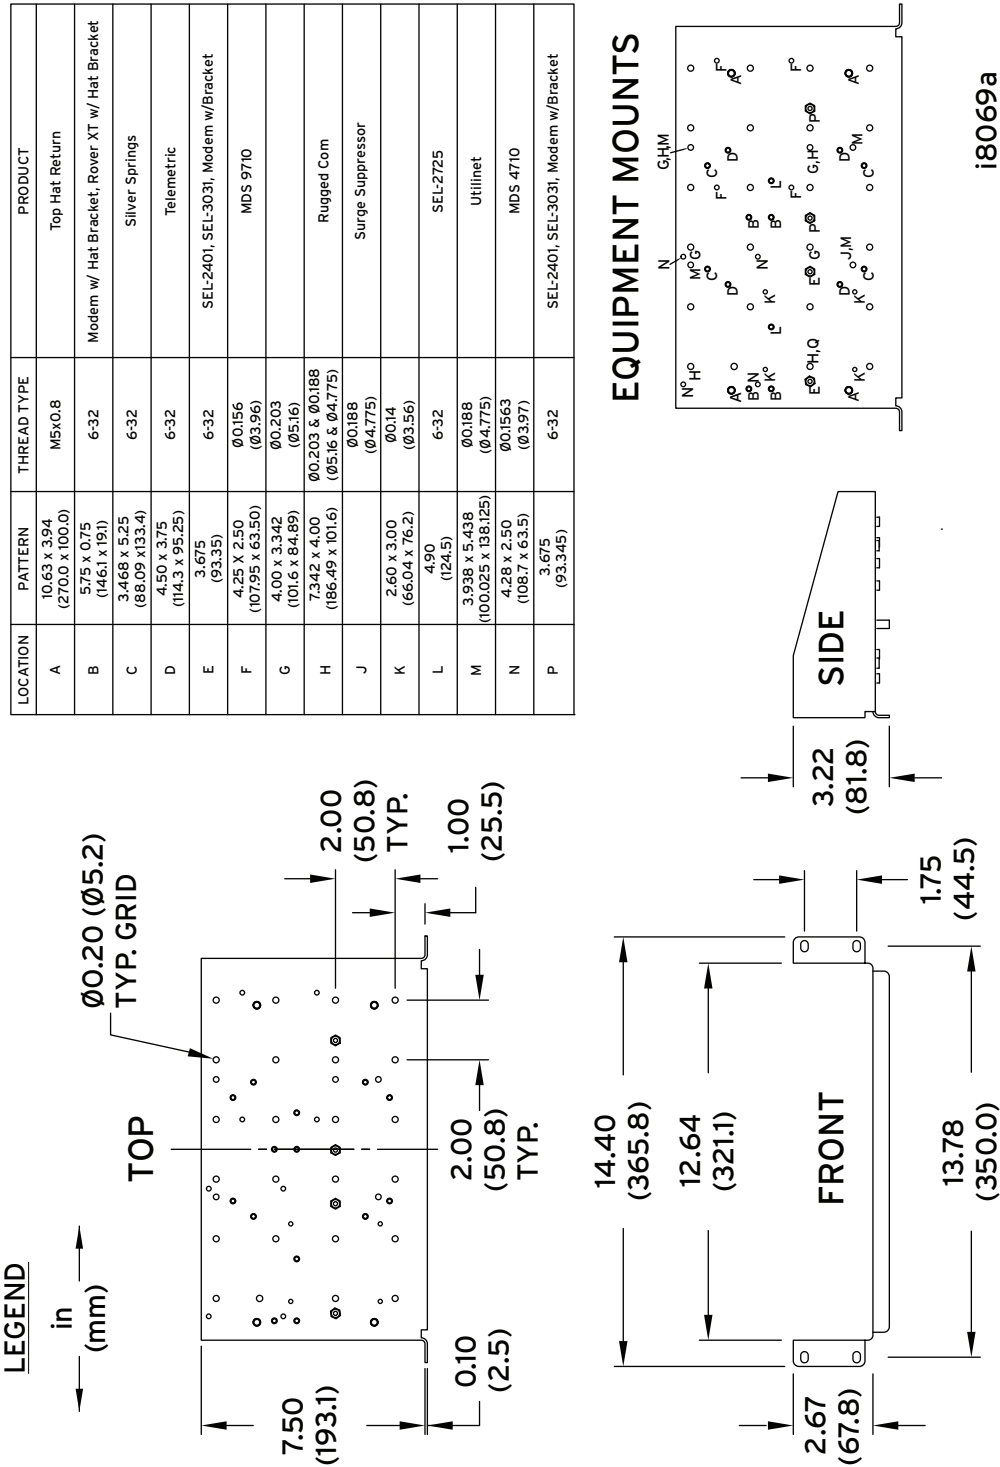 LEGEND
in
(mm)
TOP
Ø0.20 (Ø5.2)
TYP. GRID
7.50
(193.1)
0.10
(2.5)
2.00
(50.8)
TYP.
2.00
(50.8)
TYP.
1.00
(25.5)
LOCATION PATTERN THREAD TYPE PRODUCT
A 10.63 x 3.94 (270.0 x 100.0) M5x0.8 Top Hat Return
B 5.75 x 0.75 (146.1 x 19.1) 6-32 Modem w/ Hat Bracket, Rover XT w/ Hat Bracket
C 3.468 x 5.25 (88.09 x133.4) 6-32 Silver Springs
D 4.50 x 3.75 (114.3 x 95.25) 6-32 Telemetric
E 3.675 (93.35) 6-32 SEL-2401, SEL-3031, Modem w/Bracket
F 4.25 x 2.50 (107.95 x 63.50) Ø0.156 (Ø3.96) MDS 9710
G 4.00 x 3.342 (101.6 x 84.89) Ø0.203 (Ø5.16)
H 7.342 x 4.00 (186.49 x 101.6) Ø0.203 & Ø0.188 (Ø5.16 & Ø4.775) Rugged Com
J Ø0.188 (Ø4.775) Surge Suppressor
K 2.60 x 3.00 (66.04 x 76.2) Ø0.14 (Ø3.56)
L 4.90 (124.5) 6-32 SEL-2725
M 3.938 x 5.438 (100.025 x 138.125) Ø0.188 (Ø4.775) Utilinet
N 4.28 x 2.50 (108.7 x 63.5) Ø0.1563 (Ø3.97) MDS 4710
P 3.675 (93.345) 6-32 SEL-2401, SEL-3031, Modem w/Bracket
14.40
(365.8)
12.64
(321.1)
FRONT
13.78
(350.0)
2.67
(67.8)
1.75
(44.5)
3.22
(81.8)
SIDE
EQUIPMENT MOUNTS
N G,H,M
N H M G F
C C F
A D D A
B N N B
B K K L B L F F
E H,Q E G P G,H P
D J,M D M
A K K C C A
i8069a